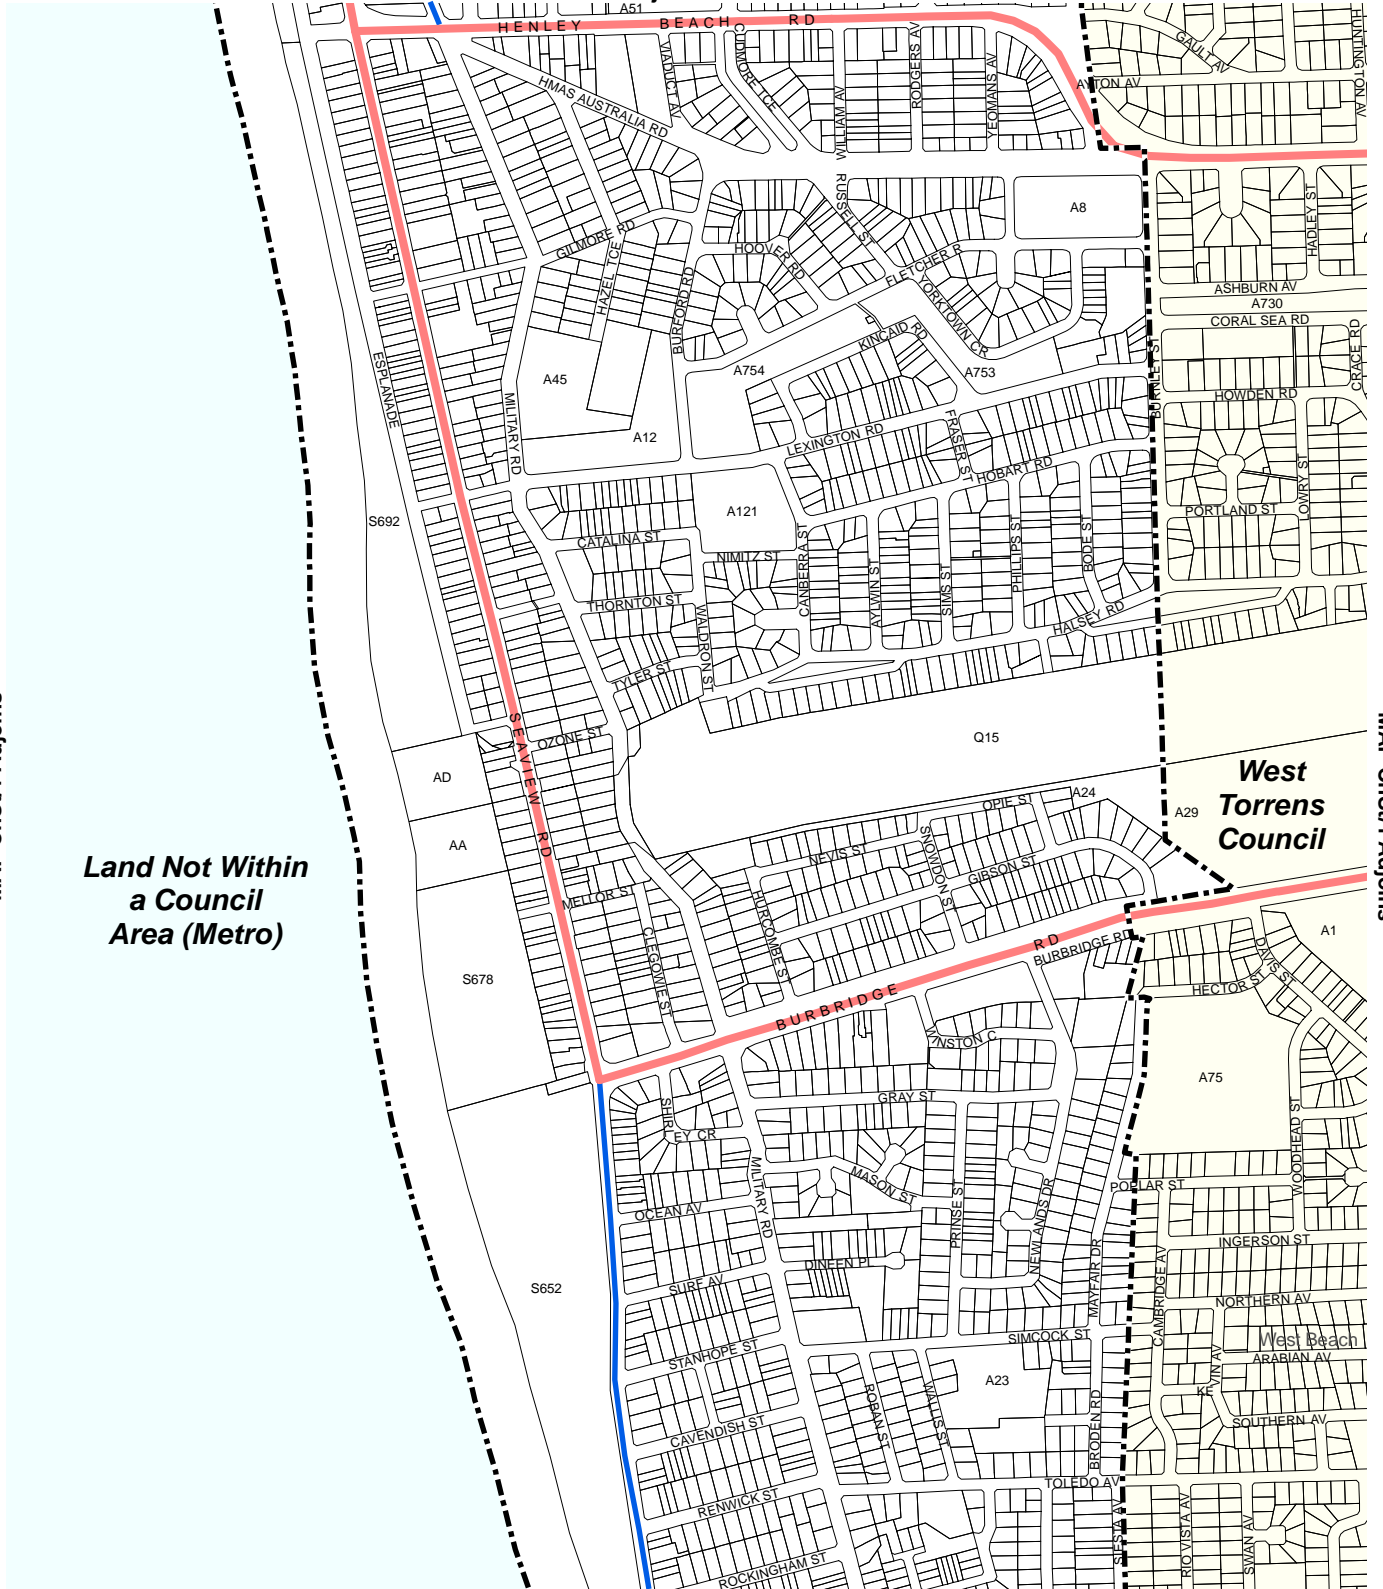 A51
HENLEY BEACH RD
GAULT AV
HUNTINGTON AV
AYTON AV
VIADUCT AV
CUDMORE TCE
RODGERS AV
YEOMANS AV
WILLIAM AV
HMAS AUSTRALIA RD
RUSSELL ST
A8
HADLEY ST
GILMORE RD
HAZEL TCE
HOOVER RD
FLETCHER R
BURFORD RD
YORKTOWN CR
ASHBURN AV
A730
CORAL SEA RD
CRACE RD
KINCAID RD
ESPLANADE
A45
A754
A753
BURNLEY ST
HOWDEN RD
MILITARY RD
A12
LEXINGTON RD
FRASER ST
HOBART RD
LOWRY ST
S692
A121
PORTLAND ST
CATALINA ST
NIMITZ ST
CANBERRA ST
AYLWIN ST
SIMS ST
PHILLIPS ST
BODE ST
THORNTON ST
WALDRON ST
HALSEY RD
TYLER ST
SEAVIEW RD
OZONE ST
Q15
AD
A24
West
Torrens
Council
A29
OPIE ST
AA
NEVIS ST
SNOWDON ST
GIBSON ST
Land Not Within
a Council
Area (Metro)
MELLOR ST
HURCOMBE ST
CLEGOWIE ST
BURBRIDGE RD
BURBRIDGE RD
A1
DAVIS ST
S678
HECTOR ST
WINSTON C
A75
GRAY ST
SHIRLEY CR
WOODHEAD ST
MILITARY RD
MASON ST
PRINSE ST
NEWLANDS DR
POPLAR ST
OCEAN AV
INGERSON ST
DINEEN PL
MAYFAIR DR
CAMBRIDGE AV
S652
SURF AV
NORTHERN AV
SIMCOCK ST
West Beach
STANHOPE ST
ARABIAN AV
A23
KEVIN AV
ROBAN ST
WALLIS ST
BRODEN RD
CAVENDISH ST
SOUTHERN AV
TOLEDO AV
RENWICK ST
SIESTA AV
RIO VISTA AV
SWAN AV
ROCKINGHAM ST